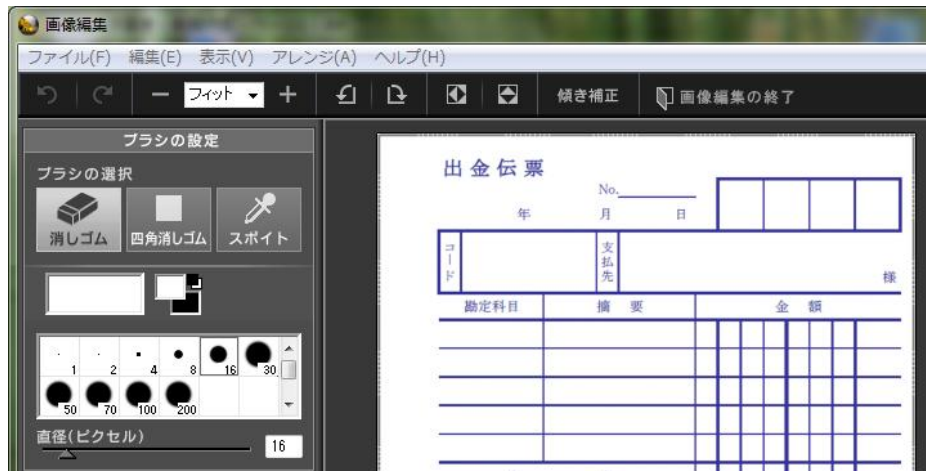 画像編集
ファイル(F) 編集(E) 表示(V) アレンジ(A) ヘルプ(H)
フィット 傾き補正 画像編集の終了
ブラシの設定
ブラシの選択
消しゴム 四角消しゴム スポイト
1 2 4 8 16 30
50 70 100 200
直径(ピクセル)
16
出金伝票
No.
年 月 日
コード 支払先 様
勘定科目 摘要 金額